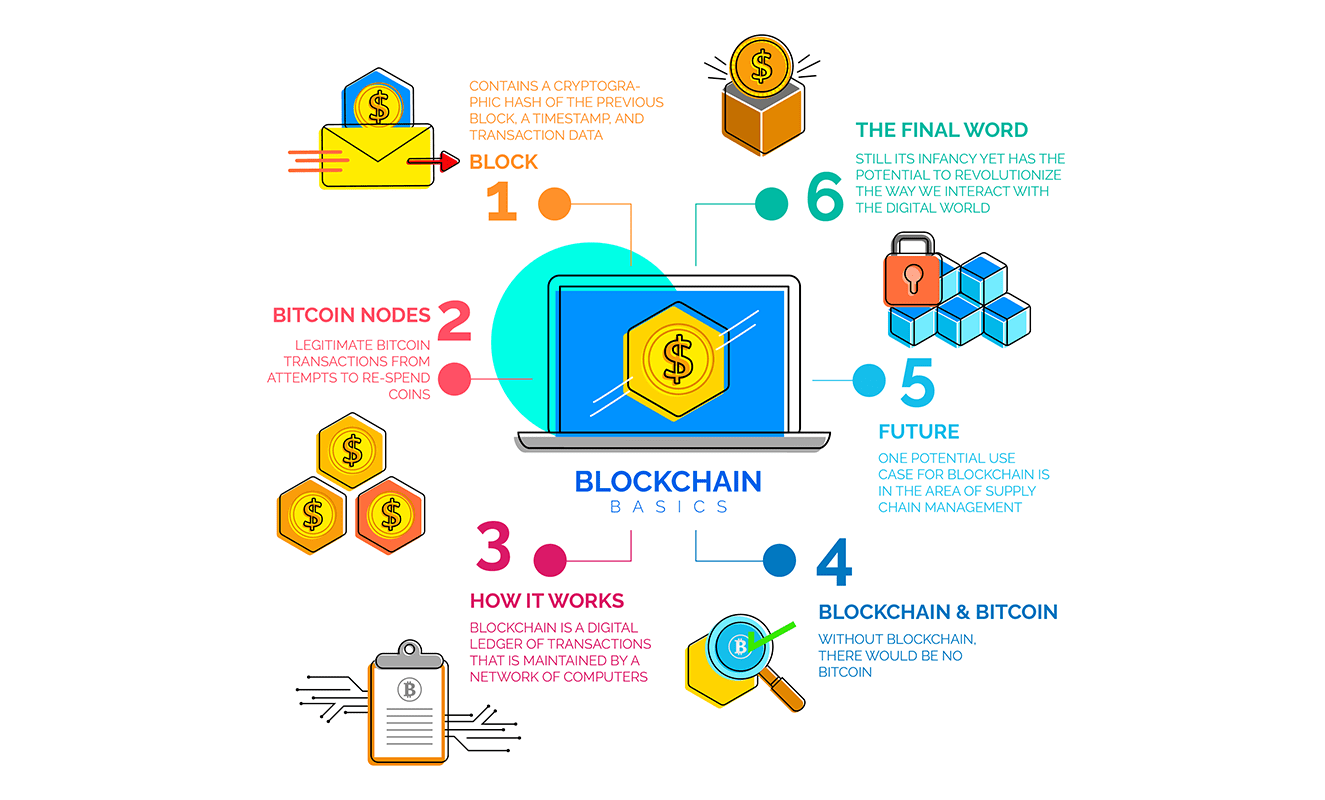 CONTAINS A CRYPTOGRA-
PHIC HASH OF THE PREVIOUS
BLOCK, A TIMESTAMP, AND
TRANSACTION DATA
BLOCK
1
BITCOIN NODES
2
LEGITIMATE BITCOIN
TRANSACTIONS FROM
ATTEMPTS TO RE-SPEND
COINS
3
HOW IT WORKS
BLOCKCHAIN IS A DIGITAL
LEDGER OF TRANSACTIONS
THAT IS MAINTAINED BY A
NETWORK OF COMPUTERS
BLOCKCHAIN
BASICS
4
BLOCKCHAIN & BITCOIN
WITHOUT BLOCKCHAIN,
THERE WOULD BE NO
BITCOIN
5
FUTURE
ONE POTENTIAL USE
CASE FOR BLOCKCHAIN IS
IN THE AREA OF SUPPLY
CHAIN MANAGEMENT
6
THE FINAL WORD
STILL ITS INFANCY YET HAS THE
POTENTIAL TO REVOLUTIONIZE
THE WAY WE INTERACT WITH
THE DIGITAL WORLD